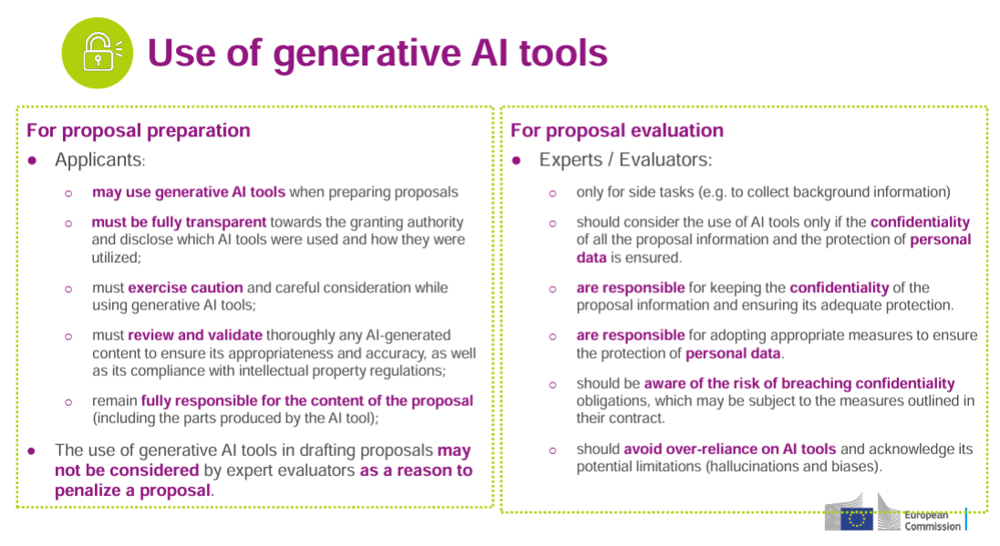 Use of generative AI tools
For proposal preparation
● Applicants:
o may use generative AI tools when preparing proposals
o must be fully transparent towards the granting authority
and disclose which AI tools were used and how they were
utilized;
o must exercise caution and careful consideration while
using generative AI tools;
o must review and validate thoroughly any AI-generated
content to ensure its appropriateness and accuracy, as well
as its compliance with intellectual property regulations;
o remain fully responsible for the content of the proposal
(including the parts produced by the AI tool);
● The use of generative AI tools in drafting proposals may
not be considered by expert evaluators as a reason to
penalize a proposal.
For proposal evaluation
● Experts / Evaluators:
o only for side tasks (e.g. to collect background information)
o should consider the use of AI tools only if the confidentiality
of all the proposal information and the protection of personal
data is ensured.
o are responsible for keeping the confidentiality of the
proposal information and ensuring its adequate protection.
o are responsible for adopting appropriate measures to ensure
the protection of personal data.
o should be aware of the risk of breaching confidentiality
obligations, which may be subject to the measures outlined in
their contract.
o should avoid over-reliance on AI tools and acknowledge its
potential limitations (hallucinations and biases).
European
Commission